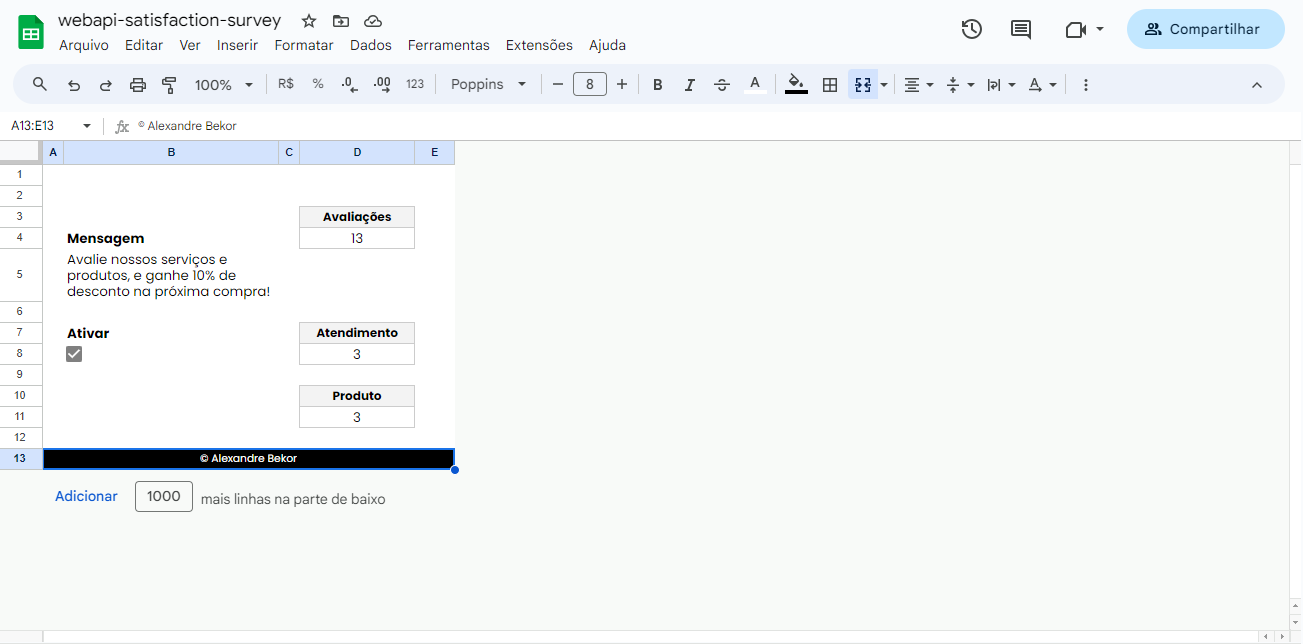 webapi-satisfaction-survey
Arquivo Editar Ver Inserir Formatar Dados Ferramentas Extensões Ajuda
Compartilhar
100% R$ % .0 .00 123 Poppins 8 B I A A
A13:E13 fx © Alexandre Bekor
A B C D E
1
2
3 Avaliações
4 Mensagem 13
Avalie nossos serviços e
5 produtos, e ganhe 10% de
desconto na próxima compra!
6
7 Ativar Atendimento
8 3
9
10 Produto
11 3
12
13 © Alexandre Bekor
Adicionar 1000 mais linhas na parte de baixo